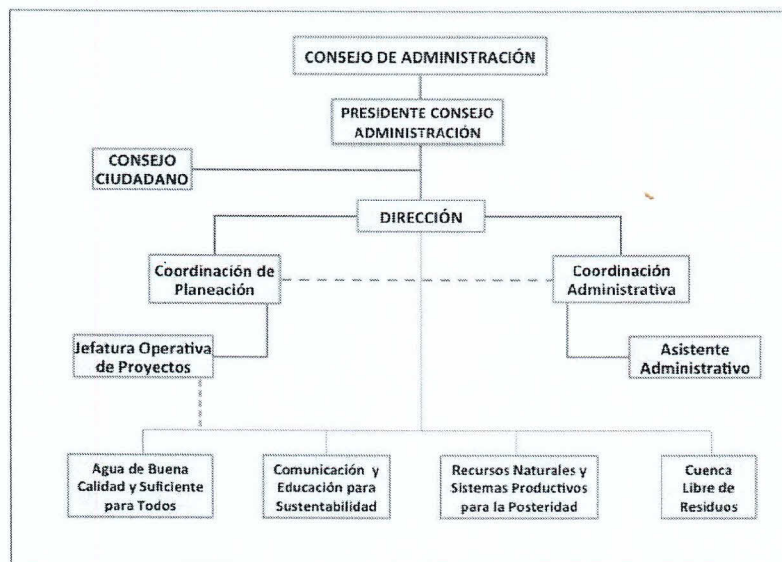 CONSEJO DE ADMINISTRACIÓN
PRESIDENTE CONSEJO
ADMINISTRACIÓN
CONSEJO
CIUDADANO
DIRECCIÓN
Coordinación de
Planeación
Coordinación
Administrativa
Jefatura Operativa
de Proyectos
Asistente
Administrativo
Agua de Buena
Calidad y Suficiente
para Todos
Comunicación y
Educación para
Sustentabilidad
Recursos Naturales y
Sistemas Productivos
para la Posteridad
Cuenca
Libre de
Residuos